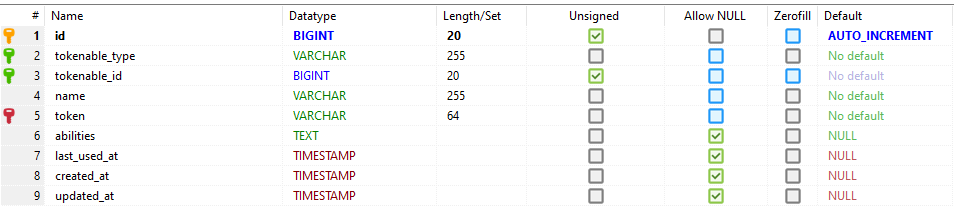 # Name Datatype Length/Set Unsigned Allow NULL Zerofill Default
1 id BIGINT 20 AUTO_INCREMENT
2 tokenable_type VARCHAR 255 No default
3 tokenable_id BIGINT 20 No default
4 name VARCHAR 255 No default
5 token VARCHAR 64 No default
6 abilities TEXT NULL
7 last_used_at TIMESTAMP NULL
8 created_at TIMESTAMP NULL
9 updated_at TIMESTAMP NULL